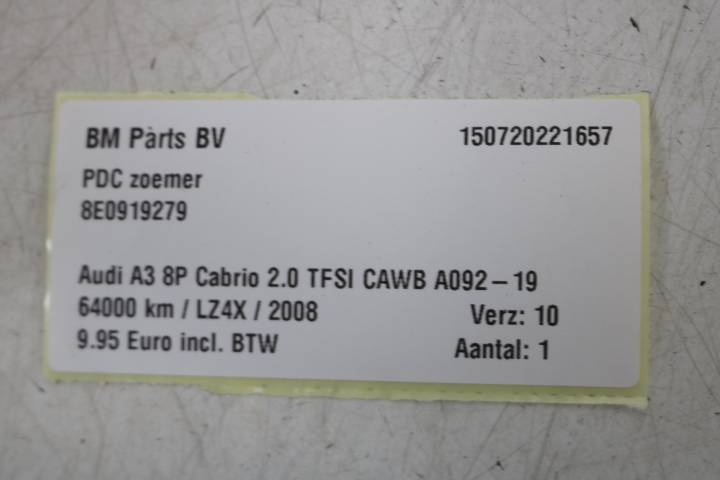 BM Parts BV 150720221657
PDC zoemer
8E0919279
Audi A3 8P Cabrio 2.0 TFSI CAWB A092-19
64000 km / LZ4X / 2008 Verz: 10
9.95 Euro incl. BTW Aantal: 1